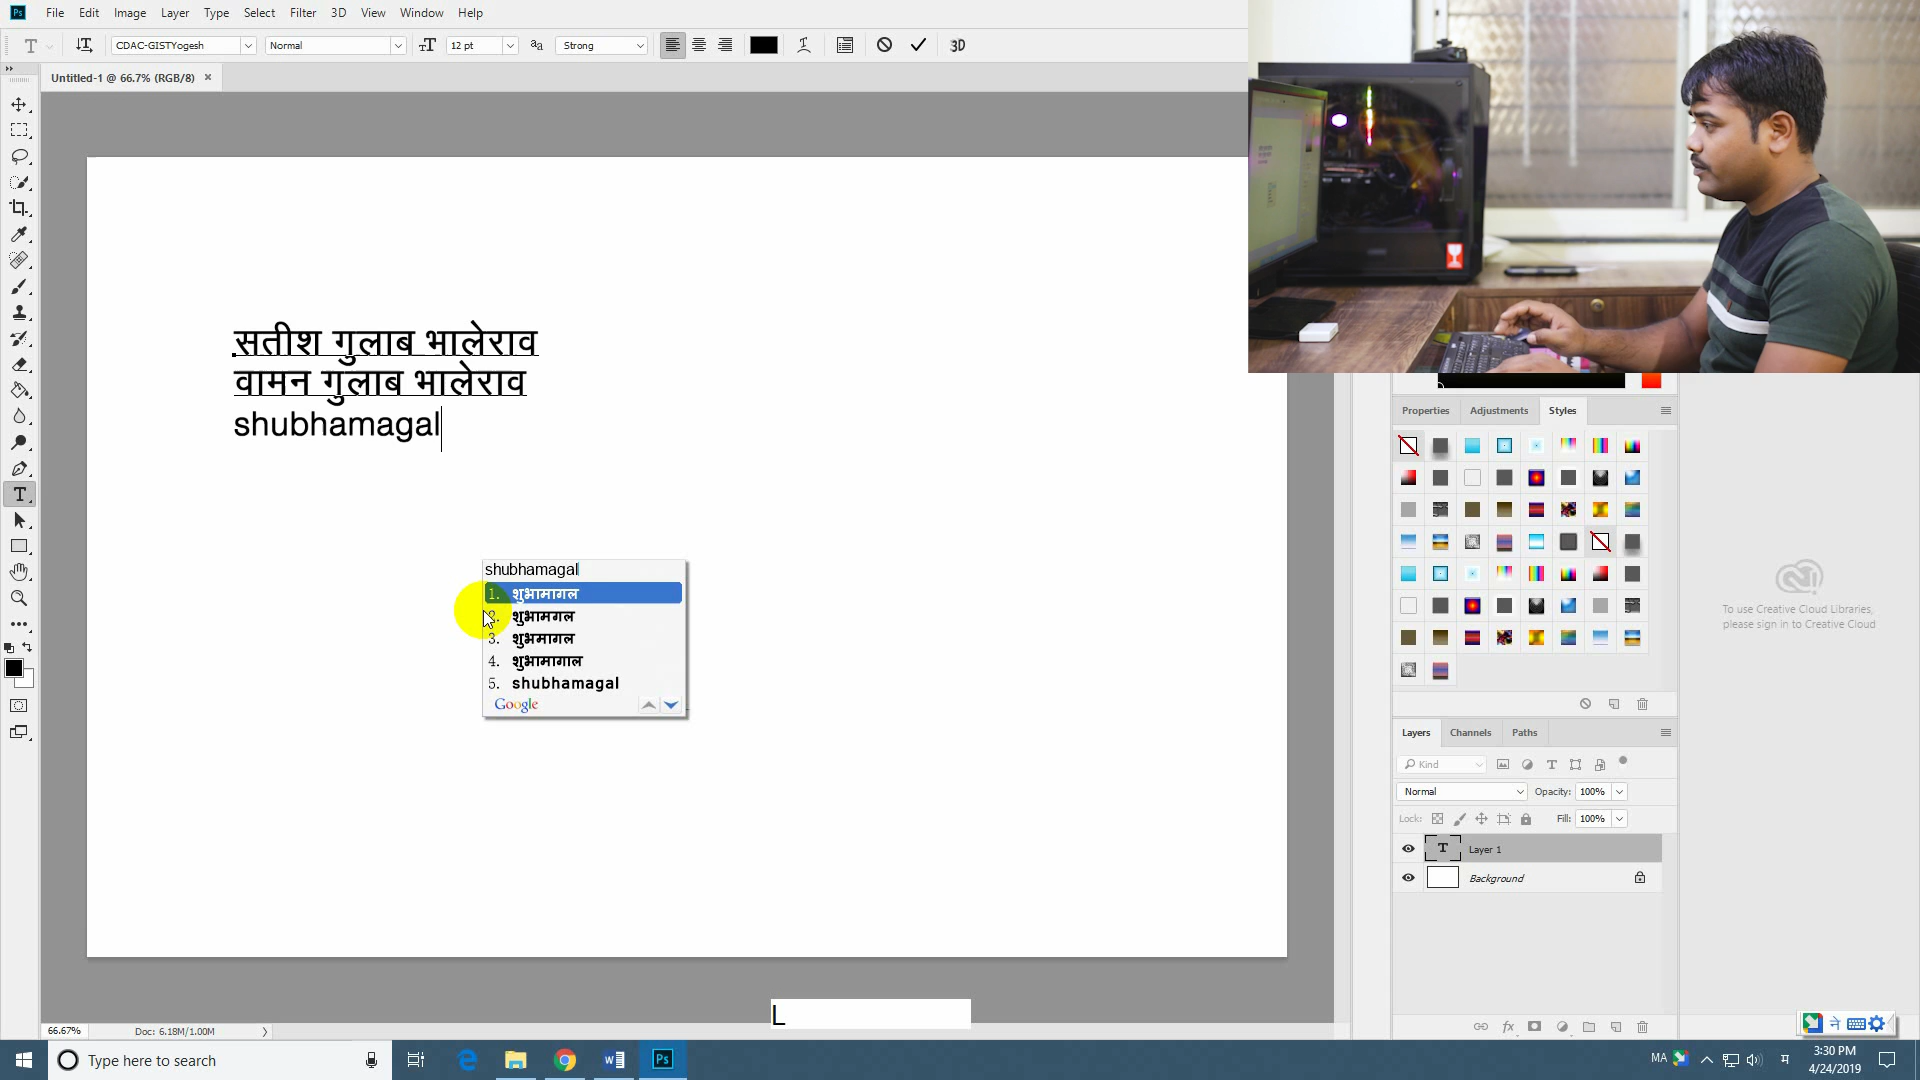 Ps File Edit Image Layer Type Select Filter 3D View Window Help
CDAC-GISTYogesh Normal 12 pt Strong 3D
Untitled-1 @ 66.7% (RGB/8) ×
सतीश गुलाब भालेराव
वामन गुलाब भालेराव
shubhamagal
shubhamagal
1. शुभामागल
2. शुभामगल
3. शुभमागल
4. शुभामागाल
5. shubhamagal
Google
L
66.67% Doc: 6.18M/1.00M
Properties Adjustments Styles
To use Creative Cloud Libraries,
please sign in to Creative Cloud
Layers Channels Paths
Kind
Normal Opacity: 100%
Lock: Fill: 100%
T Layer 1
Background
fx
Type here to search
MA
म
3:30 PM
4/24/2019